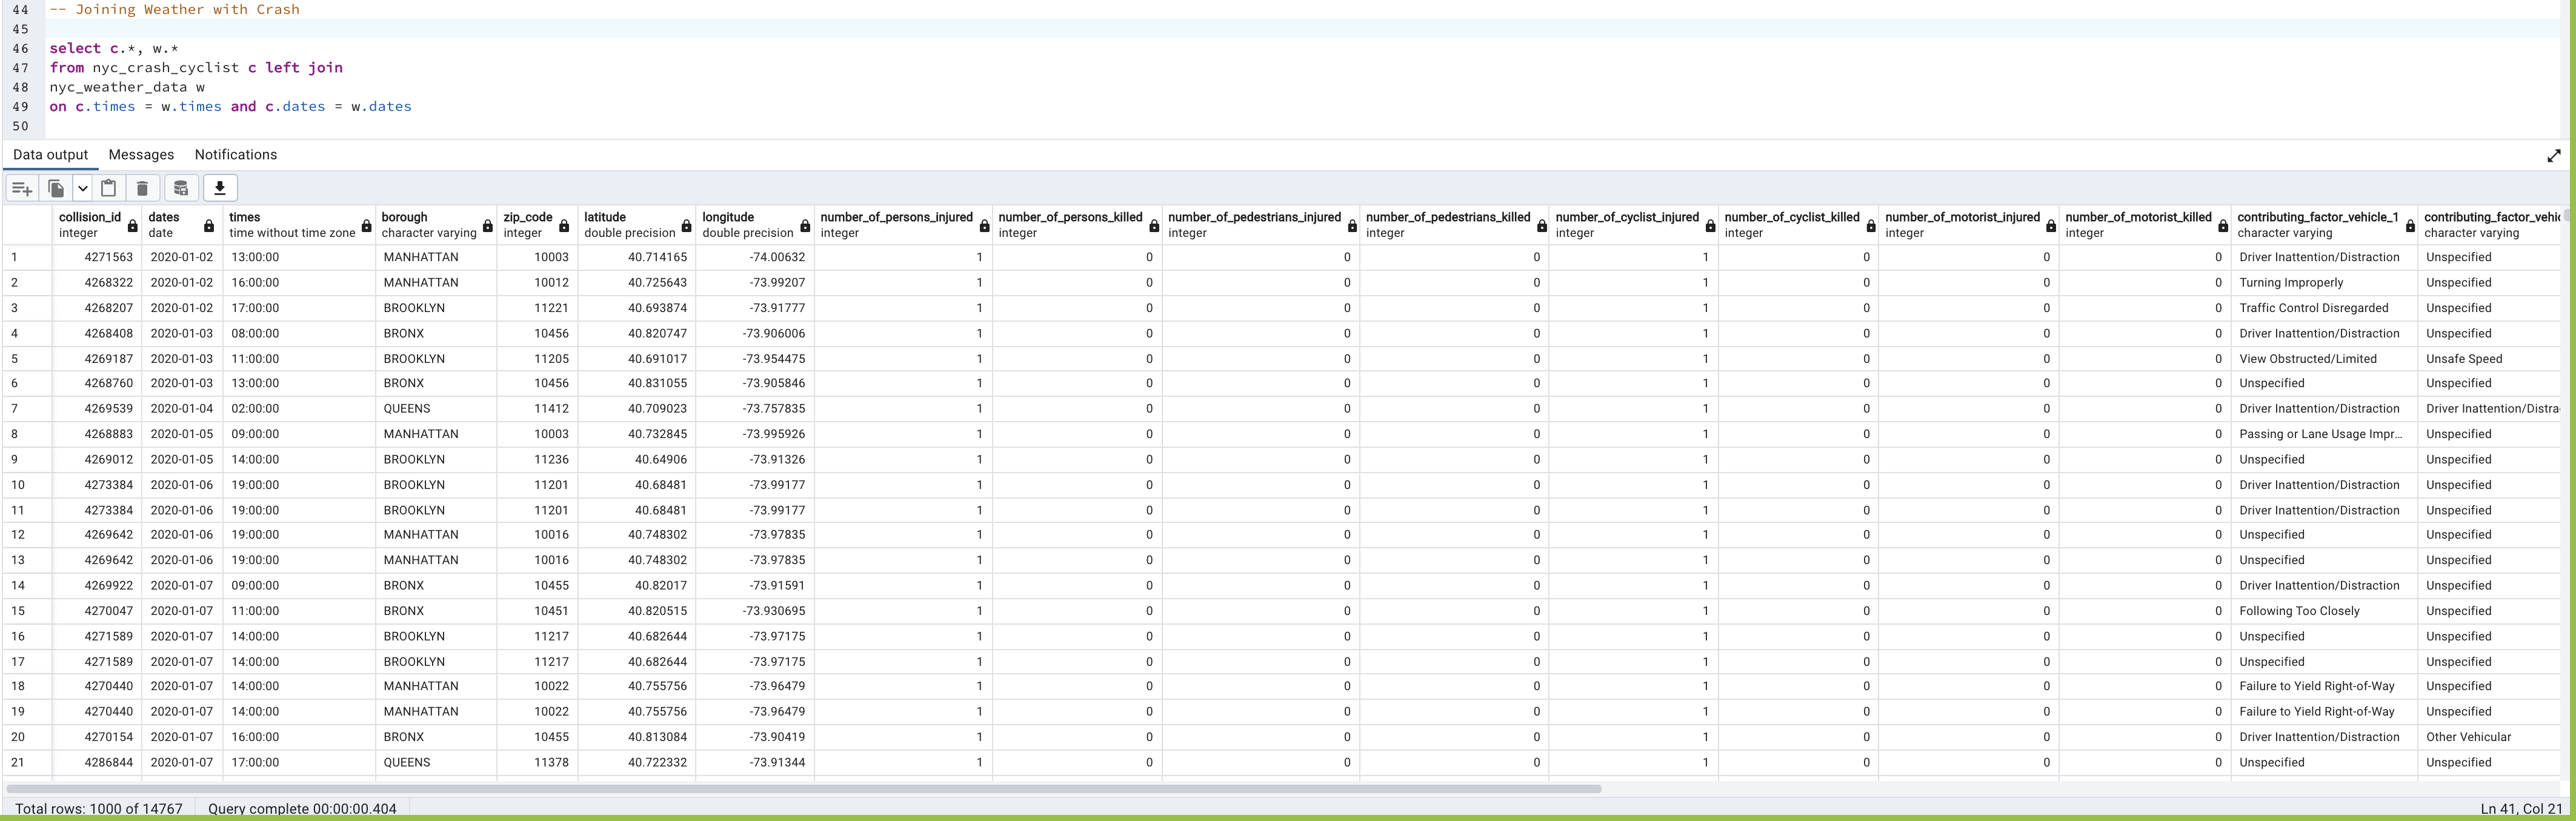 44 -- Joining Weather with Crash
45
46 select c.*, w.*
47 from nyc_crash_cyclist c left join
48 nyc_weather_data w
49 on c.times = w.times and c.dates = w.dates
50
Data output Messages Notifications
collision_id dates times borough zip_code latitude longitude number_of_persons_injured number_of_persons_killed number_of_pedestrians_injured number_of_pedestrians_killed number_of_cyclist_injured number_of_cyclist_killed number_of_motorist_injured number_of_motorist_killed contributing_factor_vehicle_1 contributing_factor_vehic
integer date time without time zone character varying integer double precision double precision integer integer integer integer integer integer integer integer character varying character varying
1 4271563 2020-01-02 13:00:00 MANHATTAN 10003 40.714165 -74.00632 1 0 0 0 1 0 0 0 Driver Inattention/Distraction Unspecified
2 4268322 2020-01-02 16:00:00 MANHATTAN 10012 40.725643 -73.99207 1 0 0 0 1 0 0 0 Turning Improperly Unspecified
3 4268207 2020-01-02 17:00:00 BROOKLYN 11221 40.693874 -73.91777 1 0 0 0 1 0 0 0 Traffic Control Disregarded Unspecified
4 4268408 2020-01-03 08:00:00 BRONX 10456 40.820747 -73.906006 1 0 0 0 1 0 0 0 Driver Inattention/Distraction Unspecified
5 4269187 2020-01-03 11:00:00 BROOKLYN 11205 40.691017 -73.954475 1 0 0 0 1 0 0 0 View Obstructed/Limited Unsafe Speed
6 4268760 2020-01-03 13:00:00 BRONX 10456 40.831055 -73.905846 1 0 0 0 1 0 0 0 Unspecified Unspecified
7 4269539 2020-01-04 02:00:00 QUEENS 11412 40.709023 -73.757835 1 0 0 0 1 0 0 0 Driver Inattention/Distraction Driver Inattention/Distra
8 4268883 2020-01-05 09:00:00 MANHATTAN 10003 40.732845 -73.995926 1 0 0 0 1 0 0 0 Passing or Lane Usage Impr... Unspecified
9 4269012 2020-01-05 14:00:00 BROOKLYN 11236 40.64906 -73.91326 1 0 0 0 1 0 0 0 Unspecified Unspecified
10 4273384 2020-01-06 19:00:00 BROOKLYN 11201 40.68481 -73.99177 1 0 0 0 1 0 0 0 Driver Inattention/Distraction Unspecified
11 4273384 2020-01-06 19:00:00 BROOKLYN 11201 40.68481 -73.99177 1 0 0 0 1 0 0 0 Driver Inattention/Distraction Unspecified
12 4269642 2020-01-06 19:00:00 MANHATTAN 10016 40.748302 -73.97835 1 0 0 0 1 0 0 0 Unspecified Unspecified
13 4269642 2020-01-06 19:00:00 MANHATTAN 10016 40.748302 -73.97835 1 0 0 0 1 0 0 0 Unspecified Unspecified
14 4269922 2020-01-07 09:00:00 BRONX 10455 40.82017 -73.91591 1 0 0 0 1 0 0 0 Driver Inattention/Distraction Unspecified
15 4270047 2020-01-07 11:00:00 BRONX 10451 40.820515 -73.930695 1 0 0 0 1 0 0 0 Following Too Closely Unspecified
16 4271589 2020-01-07 14:00:00 BROOKLYN 11217 40.682644 -73.97175 1 0 0 0 1 0 0 0 Unspecified Unspecified
17 4271589 2020-01-07 14:00:00 BROOKLYN 11217 40.682644 -73.97175 1 0 0 0 1 0 0 0 Unspecified Unspecified
18 4270440 2020-01-07 14:00:00 MANHATTAN 10022 40.755756 -73.96479 1 0 0 0 1 0 0 0 Failure to Yield Right-of-Way Unspecified
19 4270440 2020-01-07 14:00:00 MANHATTAN 10022 40.755756 -73.96479 1 0 0 0 1 0 0 0 Failure to Yield Right-of-Way Unspecified
20 4270154 2020-01-07 16:00:00 BRONX 10455 40.813084 -73.90419 1 0 0 0 1 0 0 0 Driver Inattention/Distraction Other Vehicular
21 4286844 2020-01-07 17:00:00 QUEENS 11378 40.722332 -73.91344 1 0 0 0 1 0 0 0 Unspecified Unspecified
Total rows: 1000 of 14767 Query complete 00:00:00.404 Ln 41, Col 21